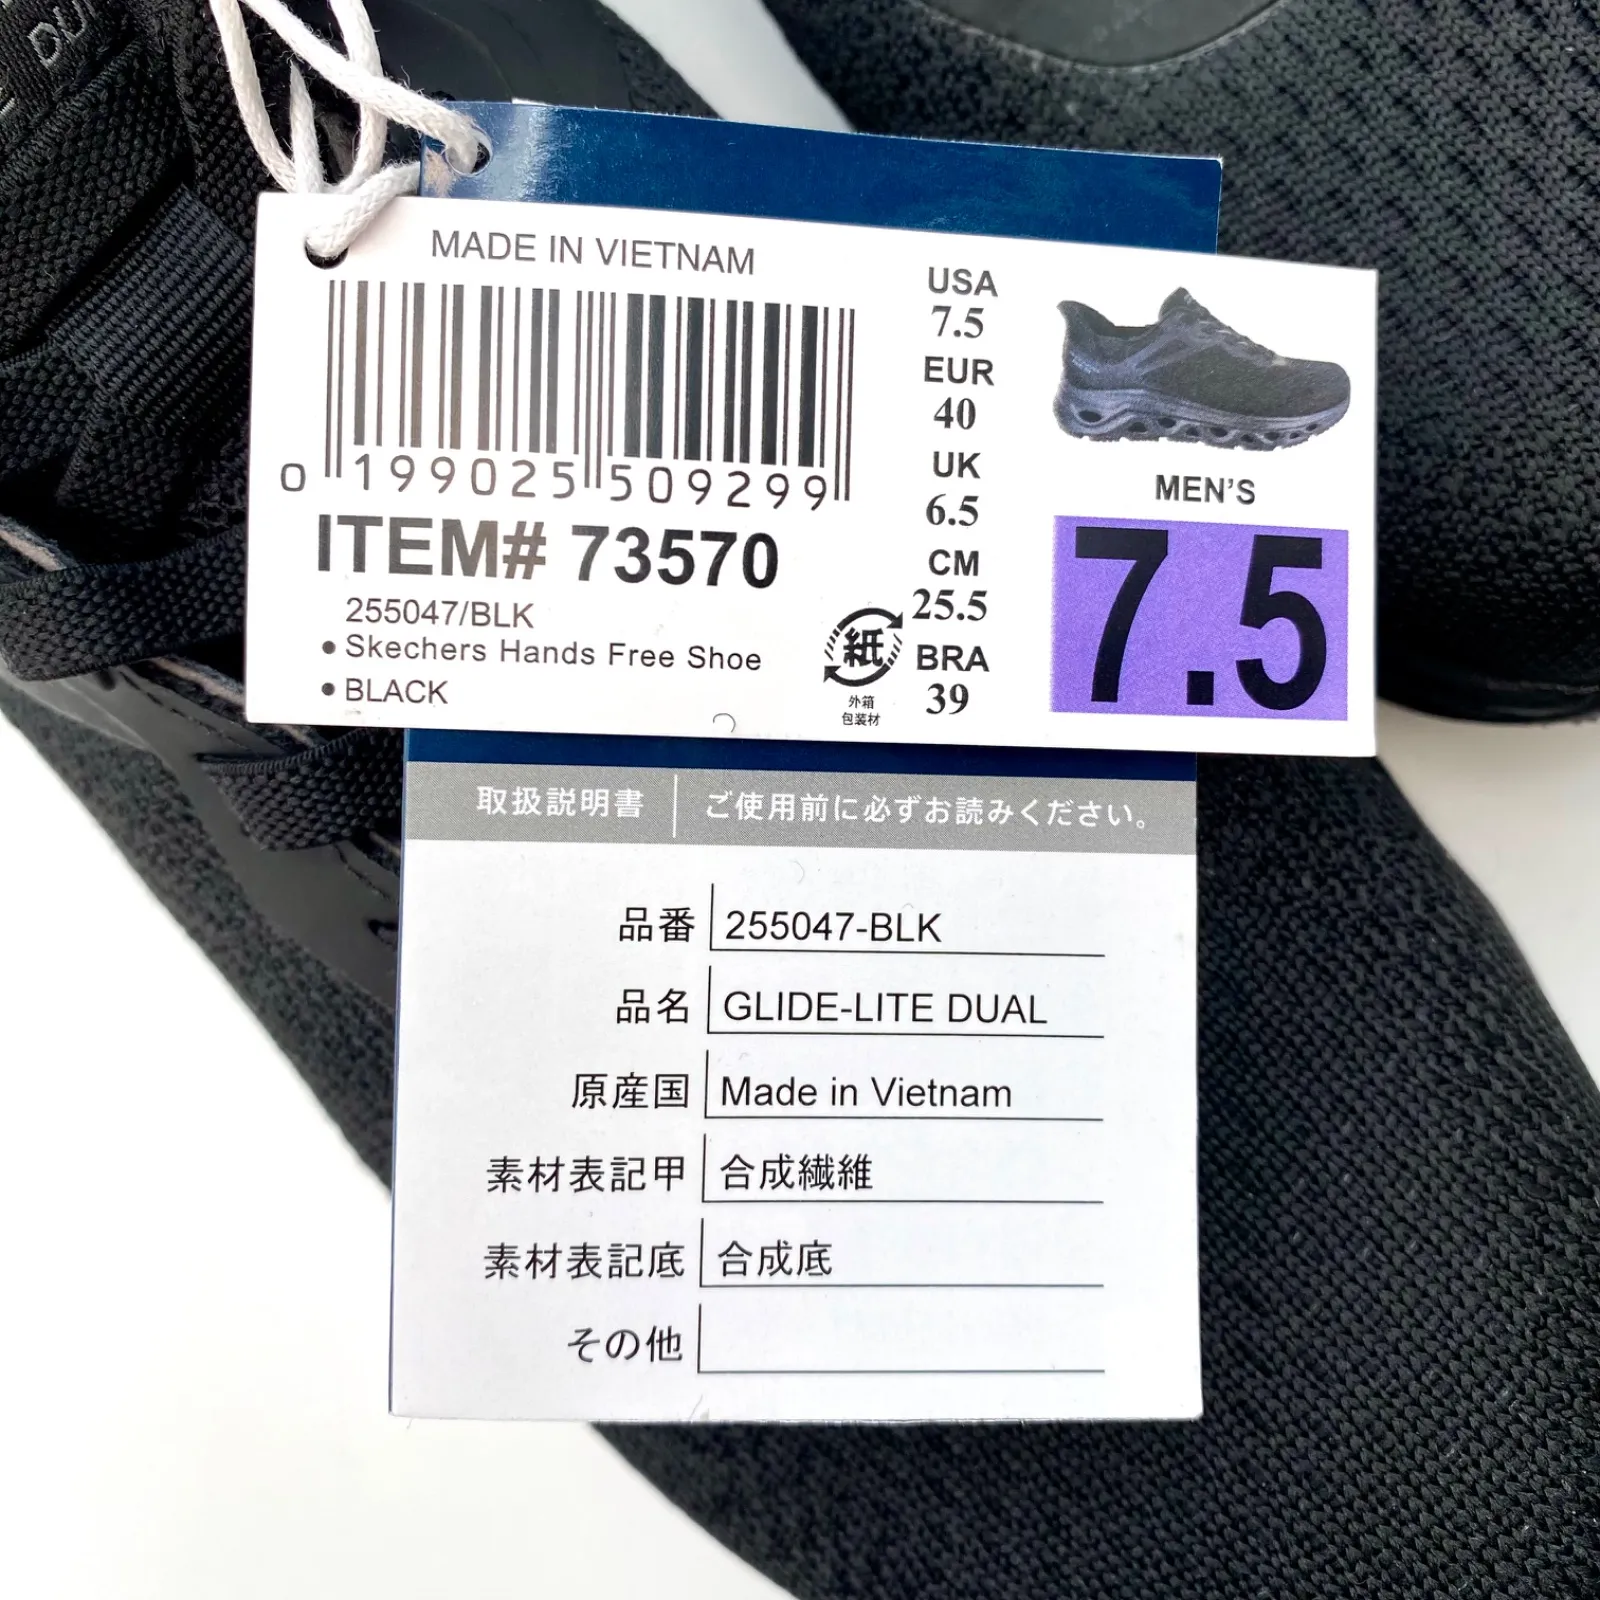 MADE IN VIETNAM
0 199025 509299
ITEM# 73570
255047/BLK
• Skechers Hands Free Shoe
• BLACK
紙
外箱
包装材
USA
7.5
EUR
40
UK
6.5
CM
25.5
BRA
39
MEN'S
7.5
取扱説明書 ご使用前に必ずお読みください。
品番 255047-BLK
品名 GLIDE-LITE DUAL
原産国 Made in Vietnam
素材表記甲 合成繊維
素材表記底 合成底
その他